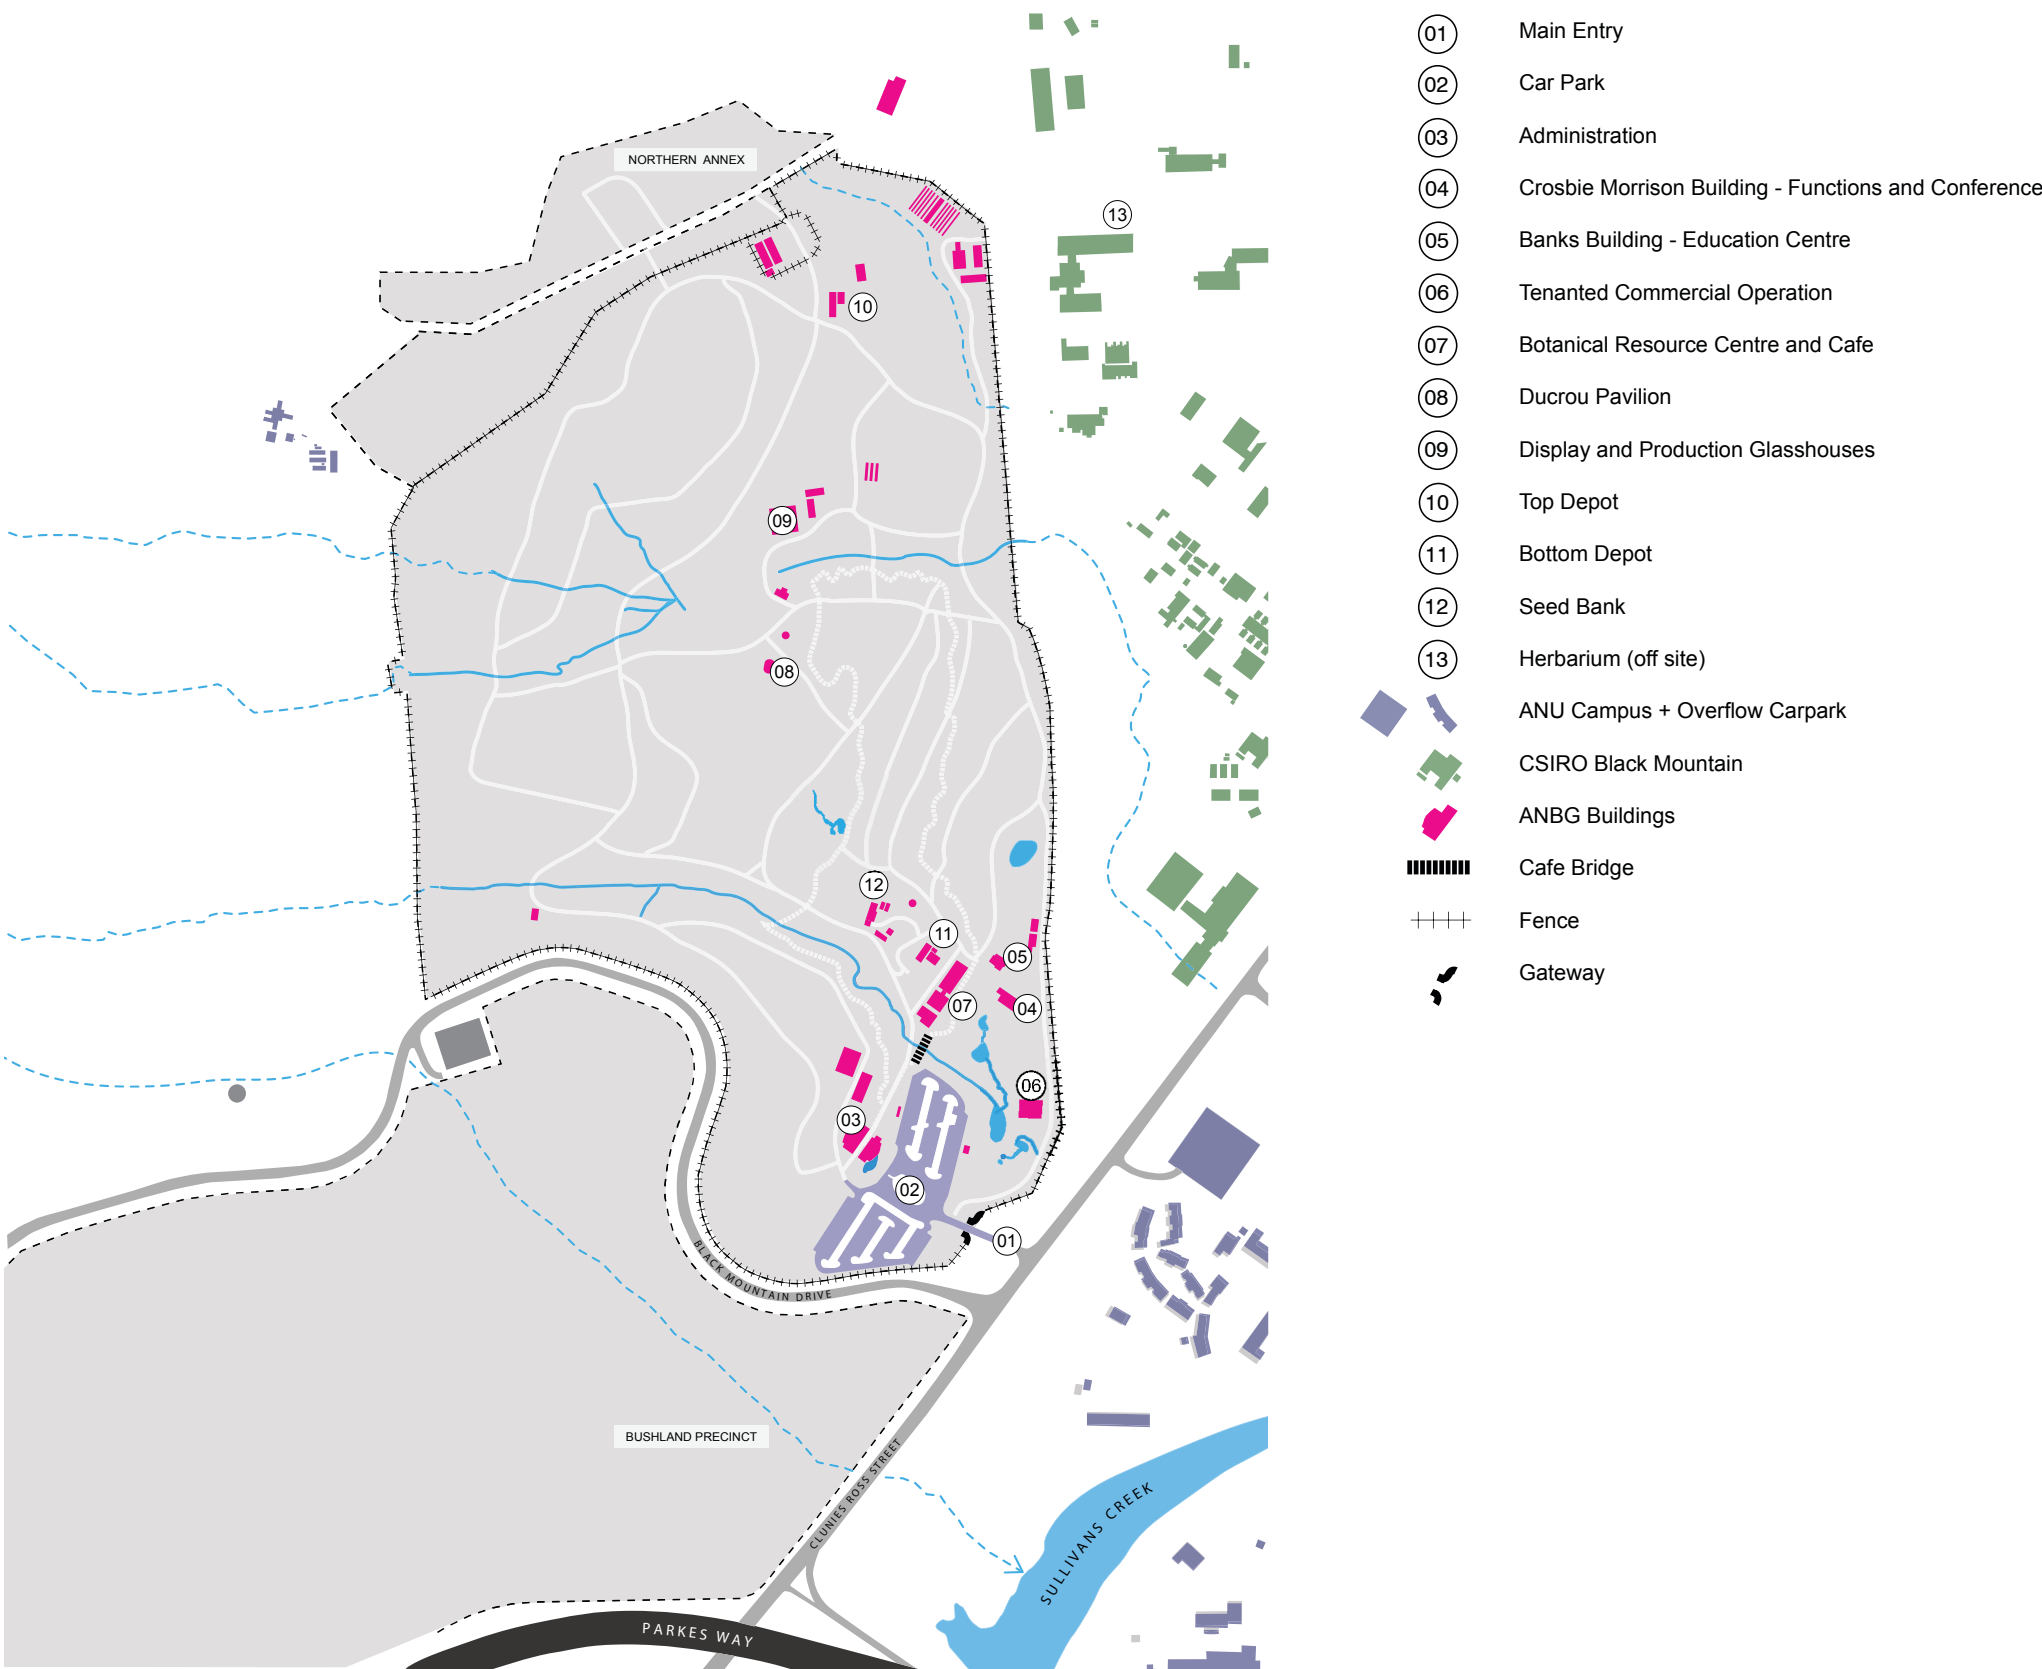 01 Main Entry
02 Car Park
03 Administration
04 Crosbie Morrison Building - Functions and Conference
05 Banks Building - Education Centre
06 Tenanted Commercial Operation
07 Botanical Resource Centre and Cafe
08 Ducrou Pavilion
09 Display and Production Glasshouses
10 Top Depot
11 Bottom Depot
12 Seed Bank
13 Herbarium (off site)
ANU Campus + Overflow Carpark
CSIRO Black Mountain
ANBG Buildings
Cafe Bridge
Fence
Gateway
NORTHERN ANNEX
13
10
09
08
12
11
05
07
04
06
03
02
01
BLACK MOUNTAIN DRIVE
BUSHLAND PRECINCT
CLUNIES ROSS STREET
SULLIVANS CREEK
PARKES WAY